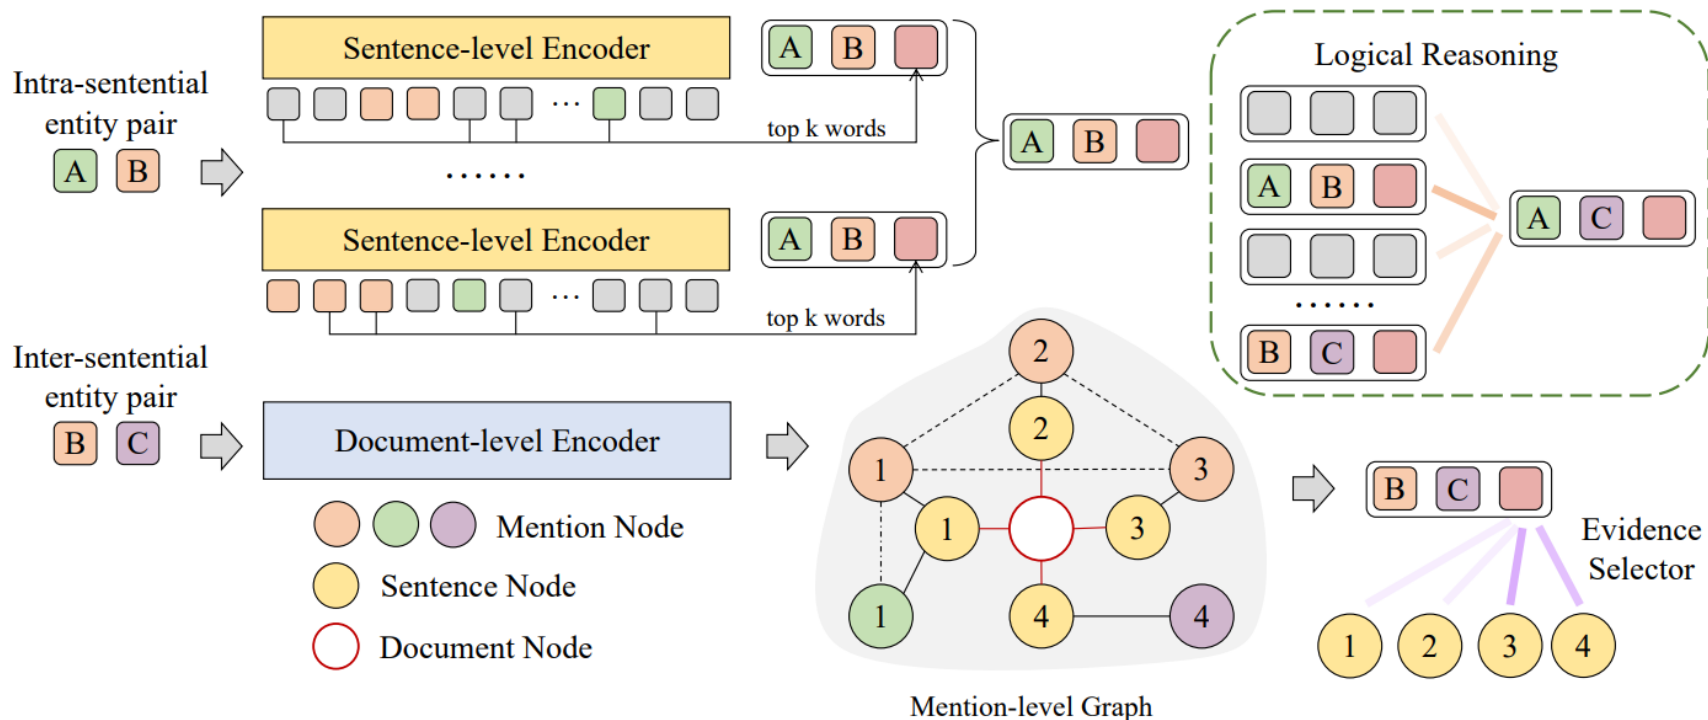 Intra-sentential
entity pair
A B
Sentence-level Encoder
...
top k words
A B
......
Sentence-level Encoder
...
top k words
A B
A B
Logical Reasoning
A B
A C
......
B C
Inter-sentential
entity pair
B C
Document-level Encoder
Mention Node
Sentence Node
Document Node
2
2
1 3
1 3
1 4 4
Mention-level Graph
B C
Evidence
Selector
1 2 3 4